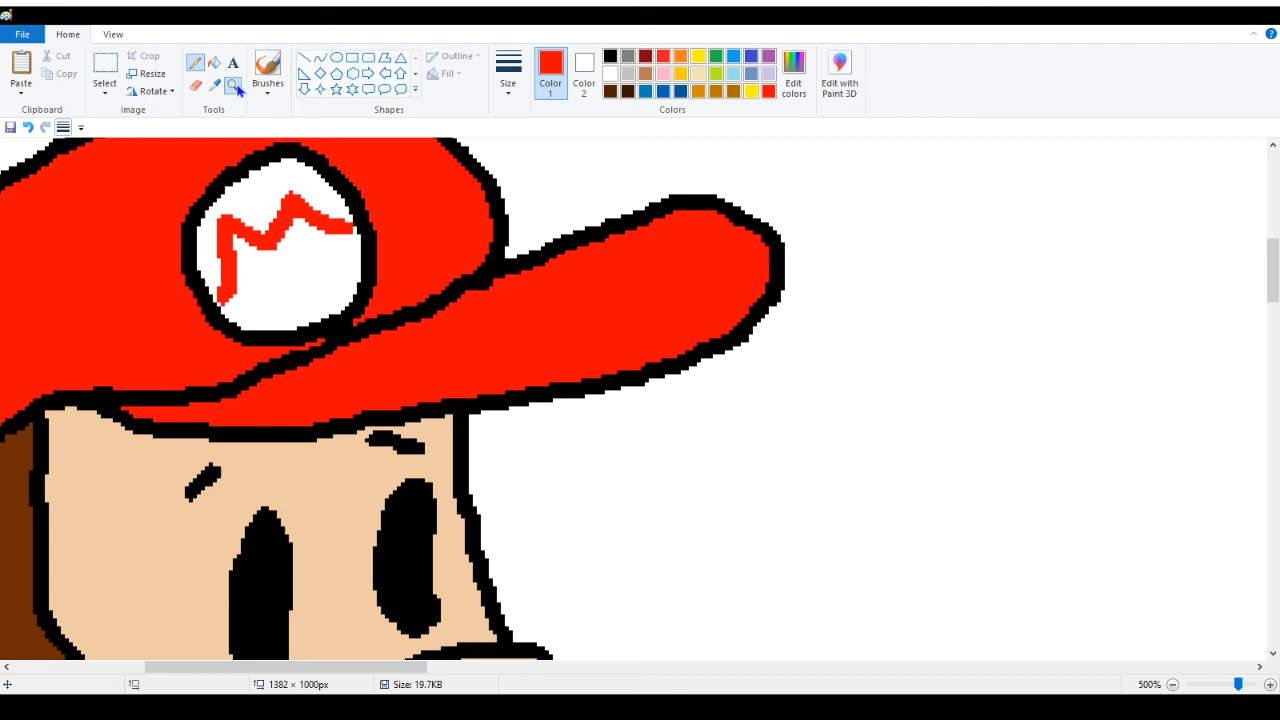 File Home View
Paste Cut Copy Clipboard
Select Crop Resize Rotate Image
A Tools
Brushes
Shapes Outline Fill
Size
Color 1 Color 2 Edit colors Colors
Edit with Paint 3D
1382 × 1000px Size: 19.7KB 500%